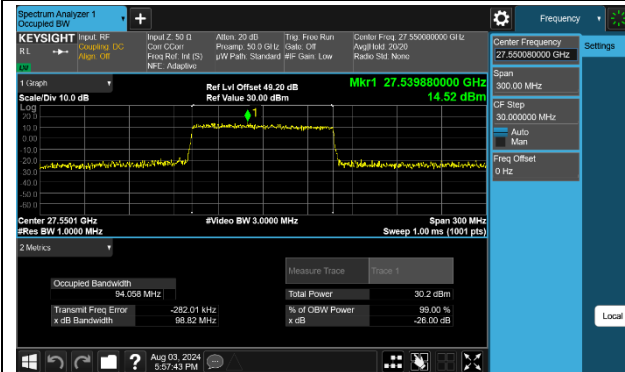 Spectrum Analyzer 1
Occupied BW
Frequency
KEYSIGHT
RL
Input: RF
Coupling: DC
Align: Off
Input Z: 50 Ω
Corr CCorr
Freq Ref: Int (S)
NFE: Adaptive
Atten: 20 dB
Preamp: 50.0 GHz
µW Path: Standard
Trig: Free Run
Gate: Off
#IF Gain: Low
Center Freq: 27.550080000 GHz
Avg|Hold: 20/20
Radio Std: None
Center Frequency
27.550080000 GHz
Settings
Span
300.00 MHz
CF Step
30.000000 MHz
Auto
Man
Freq Offset
0 Hz
1 Graph
Scale/Div 10.0 dB
Ref Lvl Offset 49.20 dB
Ref Value 30.00 dBm
Mkr1 27.539880000 GHz
14.52 dBm
Log
20.0
10.0
0.00
-10.0
-20.0
-30.0
-40.0
-50.0
-60.0
1
Center 27.5501 GHz
#Res BW 1.0000 MHz
#Video BW 3.0000 MHz
Span 300 MHz
Sweep 1.00 ms (1001 pts)
2 Metrics
Measure Trace
Trace 1
Occupied Bandwidth
94.058 MHz
Total Power
30.2 dBm
Transmit Freq Error
-282.01 kHz
% of OBW Power
99.00 %
x dB Bandwidth
98.82 MHz
x dB
-26.00 dB
Local
Aug 03, 2024
5:57:43 PM